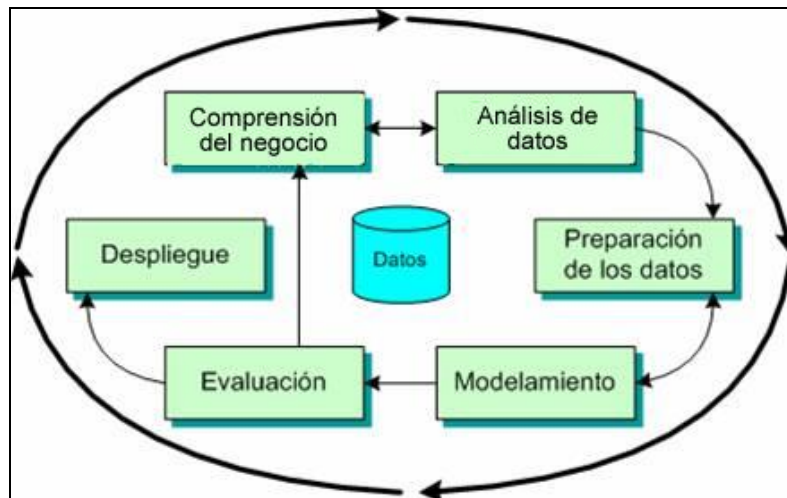 Comprensión
del negocio
Análisis de
datos
Despliegue
Datos
Preparación
de los datos
Evaluación
Modelamiento